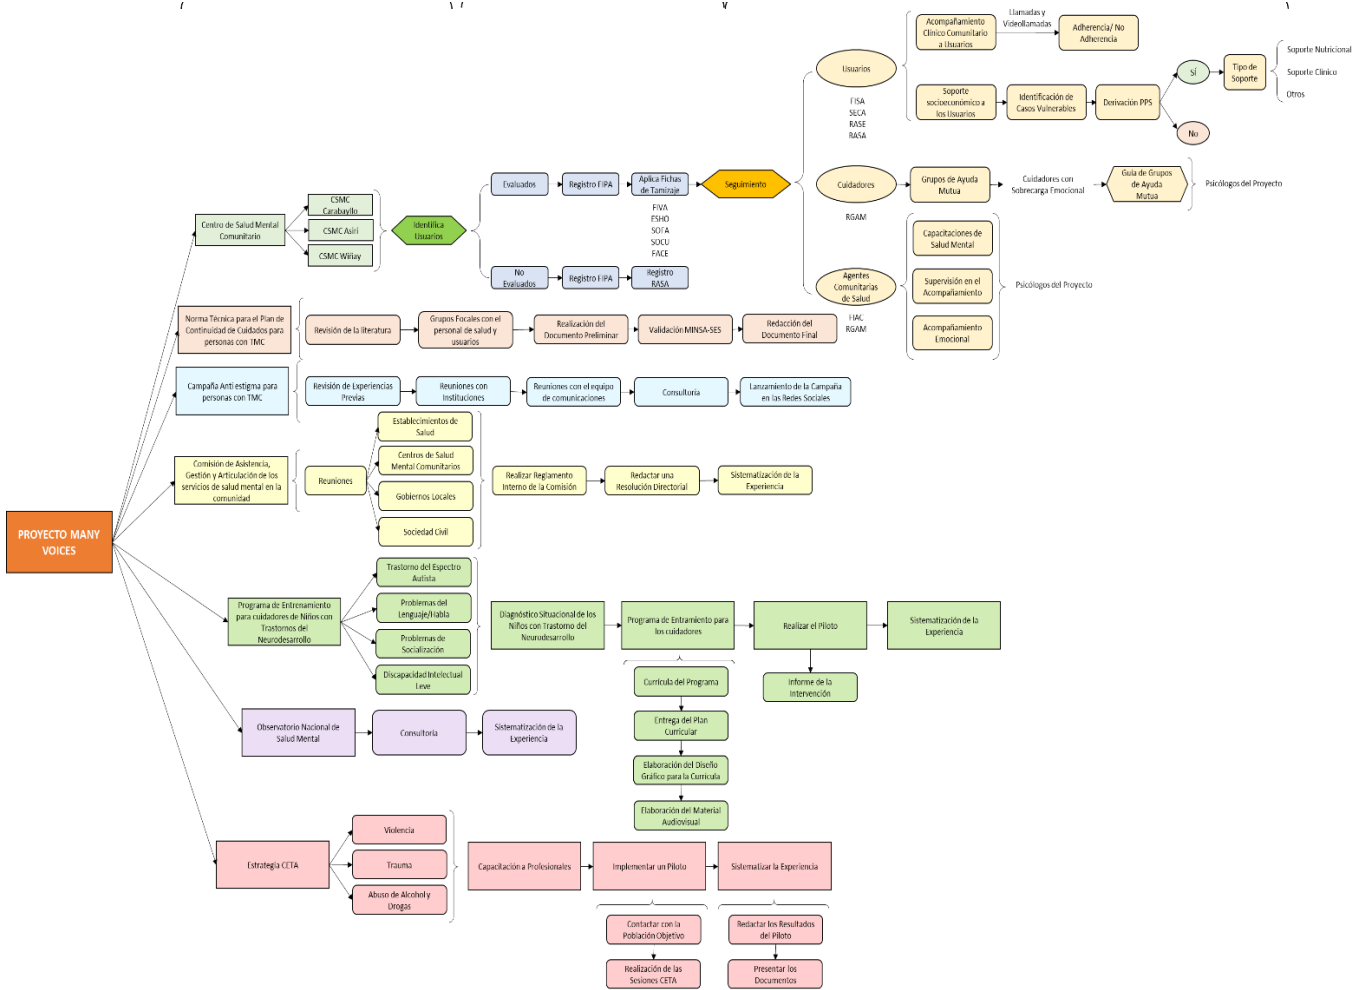 PROYECTO MANY
VOICES
Centro de Salud Mental
Comunitario
CSMC
Carabayllo
CSMC Asiri
CSMC Wiñay
Identifica
Usuarios
Evaluados
Registro FIPA
Aplica Fichas
de Tamizaje
FIVA
ESHO
SOFA
SOCU
FACE
No
Evaluados
Registro FIPA
Registro
RASA
Seguimiento
Usuarios
FISA
SECA
RASE
RASA
Acompañamiento
Clínico Comunitario
a Usuarios
Llamadas y
Videollamadas
Adherencia/ No
Adherencia
Soporte
socioeconómico a
los Usuarios
Identificación de
Casos Vulnerables
Derivación PPS
SÍ
No
Tipo de
Soporte
Soporte Nutricional
Soporte Clínico
Otros
Cuidadores
RGAM
Grupos de Ayuda
Mutua
Cuidadores con
Sobrecarga Emocional
Guía de Grupos
de Ayuda
Mutua
Psicólogos del Proyecto
Agentes
Comunitarias
de Salud
FIAC
RGAM
Capacitaciones de
Salud Mental
Supervisión en el
Acompañamiento
Acompañamiento
Emocional
Psicólogos del Proyecto
Norma Técnica para el Plan de
Continuidad de Cuidados para
personas con TMC
Revisión de la literatura
Grupos Focales con el
personal de salud y
usuarios
Realización del
Documento Preliminar
Validación MINSA-SES
Redacción del
Documento Final
Campaña Anti estigma para
personas con TMC
Revisión de Experiencias
Previas
Reuniones con
Instituciones
Reuniones con el equipo
de comunicaciones
Consultoría
Lanzamiento de la Campaña
en las Redes Sociales
Comisión de Asistencia,
Gestión y Articulación de los
servicios de salud mental en la
comunidad
Reuniones
Establecimientos de
Salud
Centros de Salud
Mental Comunitarios
Gobiernos Locales
Sociedad Civil
Realizar Reglamento
Interno de la Comisión
Redactar una
Resolución Directorial
Sistematización de la
Experiencia
Programa de Entrenamiento
para cuidadores de Niños con
Trastornos del
Neurodesarrollo
Trastorno del Espectro
Autista
Problemas del
Lenguaje/Habla
Problemas de
Socialización
Discapacidad Intelectual
Leve
Diagnóstico Situacional de los
Niños con Trastorno del
Neurodesarrollo
Programa de Entramiento para
los cuidadores
Realizar el Piloto
Sistematización de la
Experiencia
Currícula del Programa
Entrega del Plan
Curricular
Elaboración del Diseño
Gráfico para la Currícula
Elaboración del Material
Audiovisual
Informe de la
Intervención
Observatorio Nacional de
Salud Mental
Consultoría
Sistematización de la
Experiencia
Estrategia CETA
Violencia
Trauma
Abuso de Alcohol y
Drogas
Capacitación a Profesionales
Implementar un Piloto
Sistematizar la Experiencia
Contactar con la
Población Objetivo
Realización de las
Sesiones CETA
Redactar los Resultados
del Piloto
Presentar los
Documentos